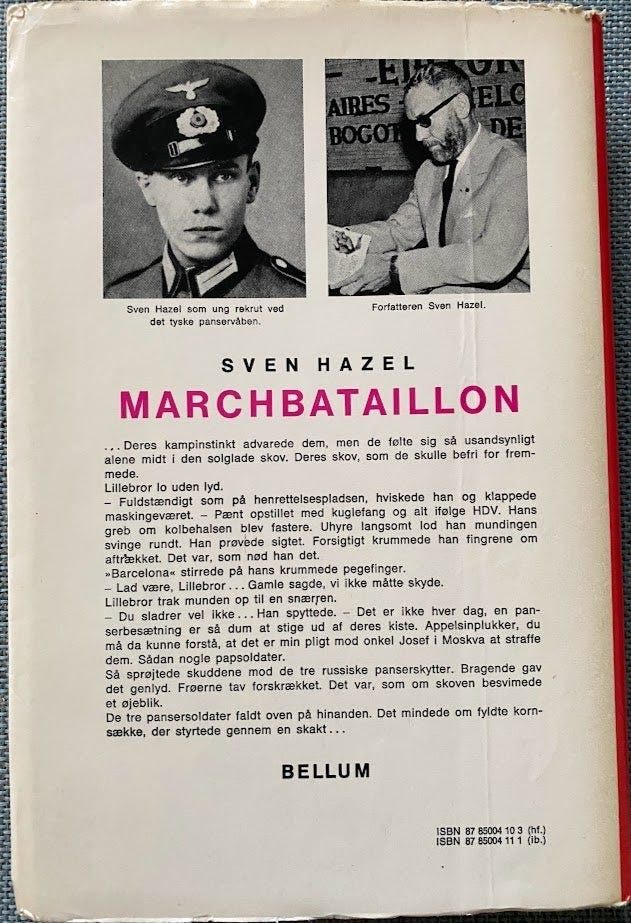 EJE YOR
AIRES
ELC
BOGOT
DE
Sven Hazel som ung rekrut ved
det tyske panservåben.
Forfatteren Sven Hazel.
SVEN HAZEL
MARCHBATAILLON
... Deres kampinstinkt advarede dem, men de følte sig så usandsynligt
alene midt i den solglade skov. Deres skov, som de skulle befri for frem-
mede.
Lillebror lo uden lyd.
– Fuldstændigt som på henrettelsespladsen, hviskede han og klappede
maskingeværet. – Pænt opstillet med kuglefang og alt ifølge HDV. Hans
greb om kolbehalsen blev fastere. Uhyre langsomt lod han mundingen
svinge rundt. Han prøvede sigtet. Forsigtigt krummede han fingrene om
aftrækket. Det var, som nød han det.
»Barcelona« stirrede på hans krummede pegefinger.
– Lad være, Lillebror ... Gamle sagde, vi ikke måtte skyde.
Lillebror trak munden op til en snærren.
– Du sladrer vel ikke ... Han spyttede. – Det er ikke hver dag, en pan-
serbesætning er så dum at stige ud af deres kiste. Appelsinplukker, du
må da kunne forstå, at det er min pligt mod onkel Josef i Moskva at straffe
dem. Sådan nogle papsoldater.
Så sprøjtede skuddene mod de tre russiske panserskytter. Bragende gav
det genlyd. Frøerne tav forskrækket. Det var, som om skoven besvimede
et øjeblik.
De tre pansersoldater faldt oven på hinanden. Det mindede om fyldte korn-
sække, der styrtede gennem en skakt ...
BELLUM
ISBN 87 85004 10 3 (hf.)
ISBN 87 85004 11 1 (ib.)